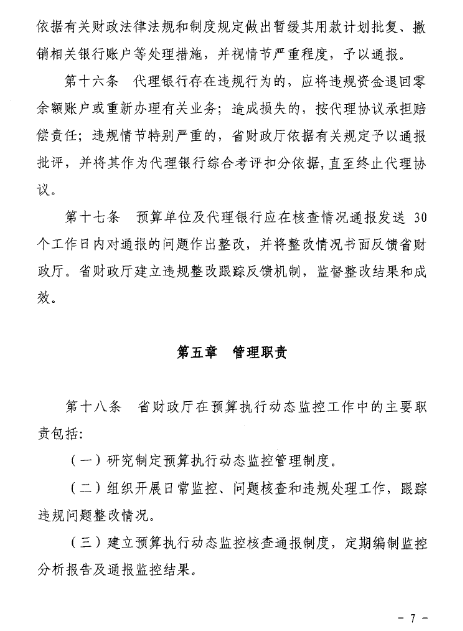 依据有关财政法律法规和制度规定做出暂缓其用款计划批复、撤
销相关银行账户等处理措施，并视情节严重程度，予以通报。
第十六条　代理银行存在违规行为的，应将违规资金退回零
余额账户或重新办理有关业务；造成损失的，按代理协议承担赔
偿责任；违规情节特别严重的，省财政厅依据有关规定予以通报
批评，并将其作为代理银行综合考评扣分依据，直至终止代理协
议。
第十七条　预算单位及代理银行应在核查情况通报发送 30
个工作日内对通报的问题作出整改，并将整改情况书面反馈省财
政厅。省财政厅建立违规整改跟踪反馈机制，监督整改结果和成
效。
第五章　管理职责
第十八条　省财政厅在预算执行动态监控工作中的主要职
责包括:
（一）研究制定预算执行动态监控管理制度。
（二）组织开展日常监控、问题核查和违规处理工作，跟踪
违规问题整改情况。
（三）建立预算执行动态监控核查通报制度，定期编制监控
分析报告及通报监控结果。
- 7 -